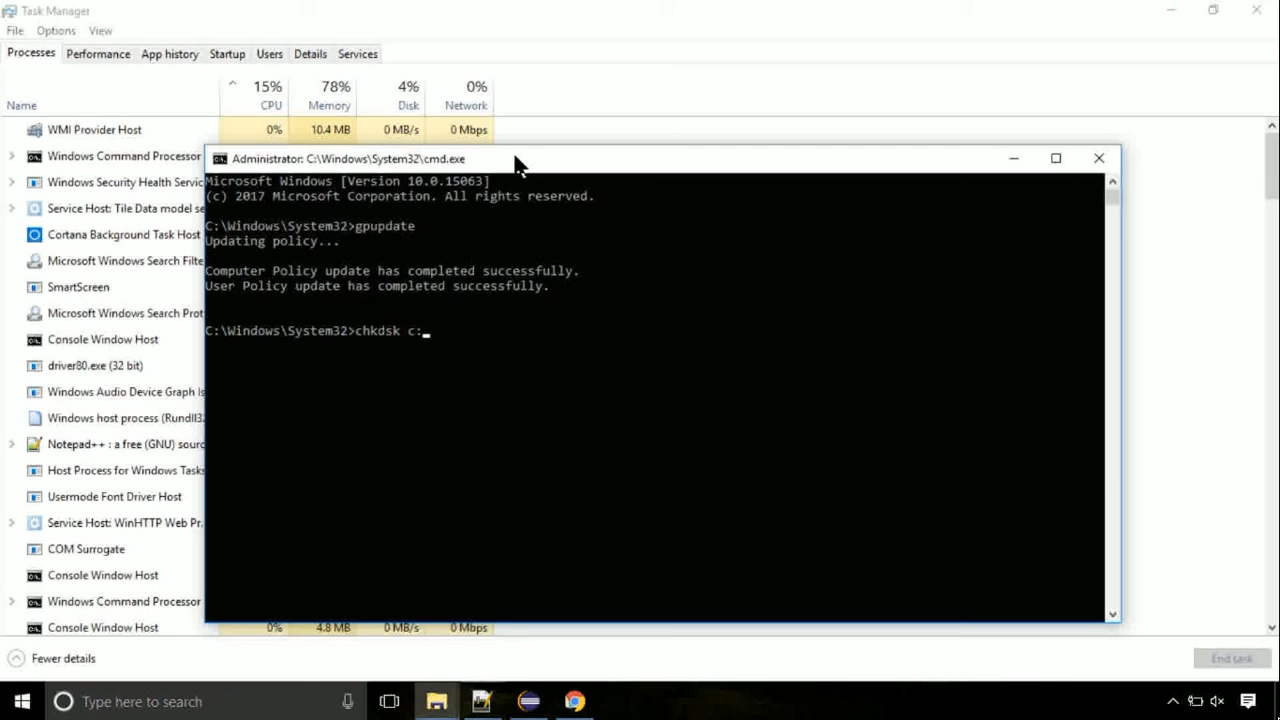 Task Manager
File Options View
Processes Performance App history Startup Users Details Services
15% 78% 4% 0%
Name CPU Memory Disk Network
WMI Provider Host 0% 10.4 MB 0 MB/s 0 Mbps
Windows Command Processor
Windows Security Health Servic
Service Host: Tile Data model se
Cortana Background Task Host
Microsoft Windows Search Filte
SmartScreen
Microsoft Windows Search Prot
Console Window Host
driver80.exe (32 bit)
Windows Audio Device Graph Is
Windows host process (Rundll32
Notepad++ : a free (GNU) sourc
Host Process for Windows Tasks
Usermode Font Driver Host
Service Host: WinHTTP Web Pr.
COM Surrogate
Console Window Host
Windows Command Processor
Console Window Host 0% 4.8 MB 0 MB/s 0 Mbps
Administrator: C:\Windows\System32\cmd.exe
Microsoft Windows [Version 10.0.15063]
(c) 2017 Microsoft Corporation. All rights reserved.
C:\Windows\System32>gpupdate
Updating policy...
Computer Policy update has completed successfully.
User Policy update has completed successfully.
C:\Windows\System32>chkdsk c:_
Fewer details
End task
Type here to search